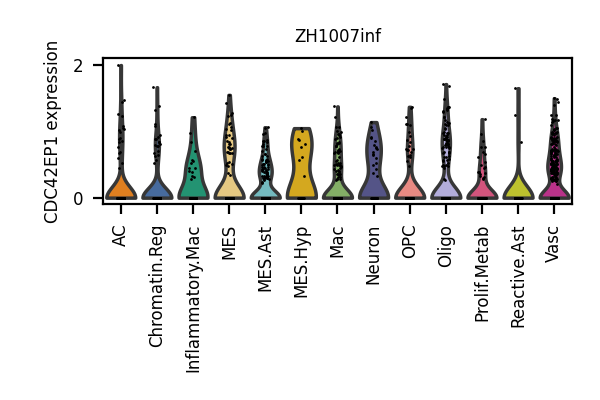 ZH1007inf
CDC42EP1 expression
2
0
AC
Chromatin.Reg
Inflammatory.Mac
MES
MES.Ast
MES.Hyp
Mac
Neuron
OPC
Oligo
Prolif.Metab
Reactive.Ast
Vasc